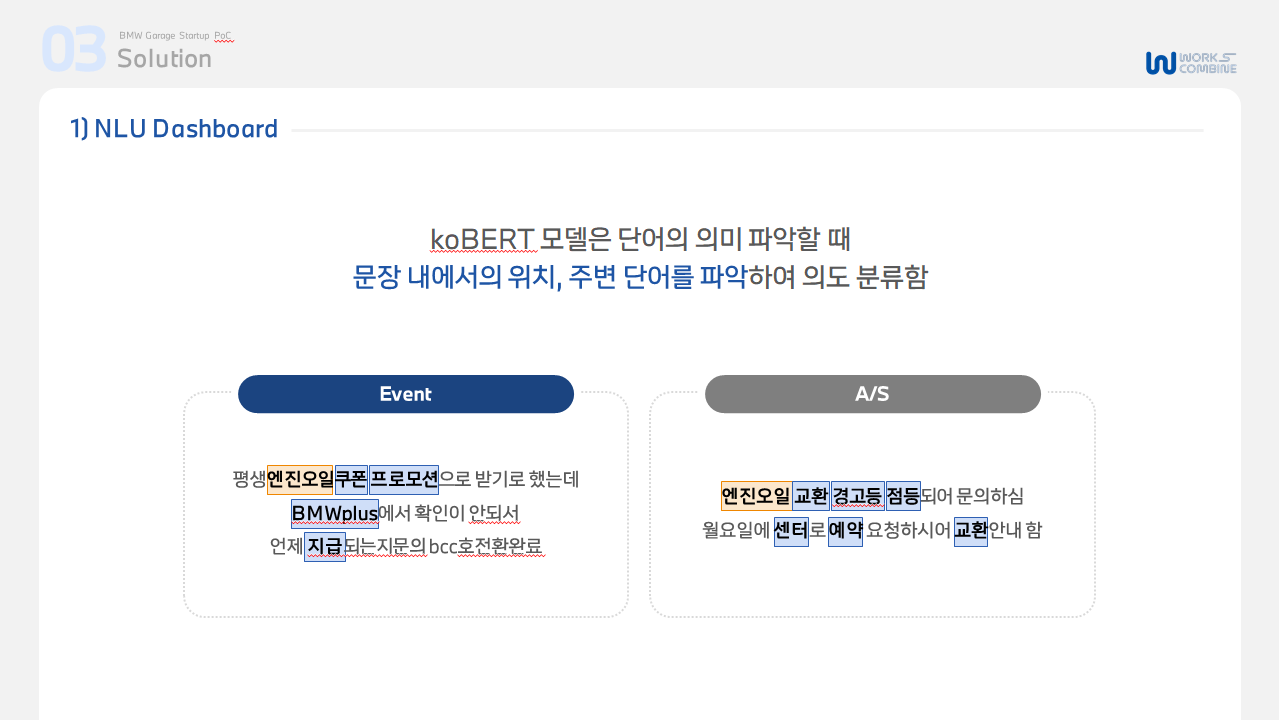 03
BMW Garage Startup PoC
Solution
WORKS
COMBINE
1) NLU Dashboard
koBERT 모델은 단어의 의미 파악할 때
문장 내에서의 위치, 주변 단어를 파악하여 의도 분류함
Event
평생엔진오일쿠폰프로모션으로 받기로 했는데
BMWplus에서 확인이 안되서
언제 지급되는지문의bcc호전환완료
A/S
엔진오일 교환 경고등 점등되어 문의하심
월요일에 센터로 예약 요청하시어 교환안내 함